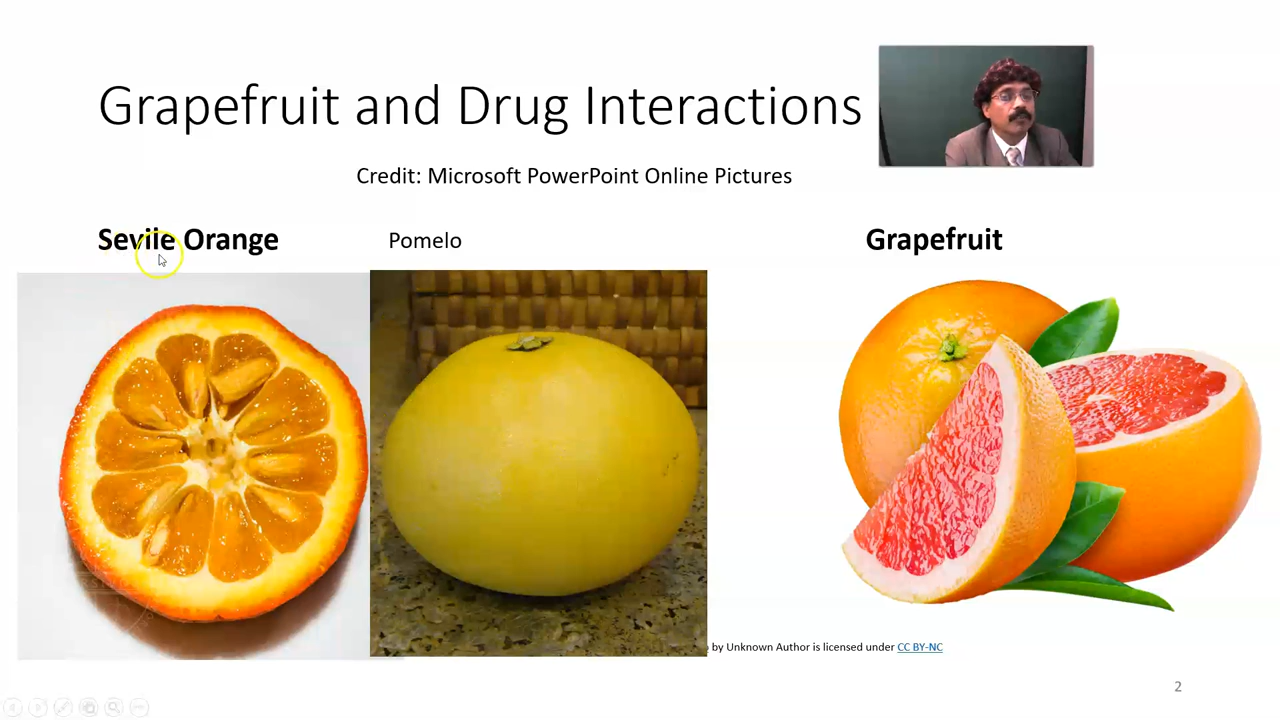 Grapefruit and Drug Interactions
Credit: Microsoft PowerPoint Online Pictures
Seviie Orange
Pomelo
Grapefruit
by Unknown Author is licensed under CC BY-NC
2